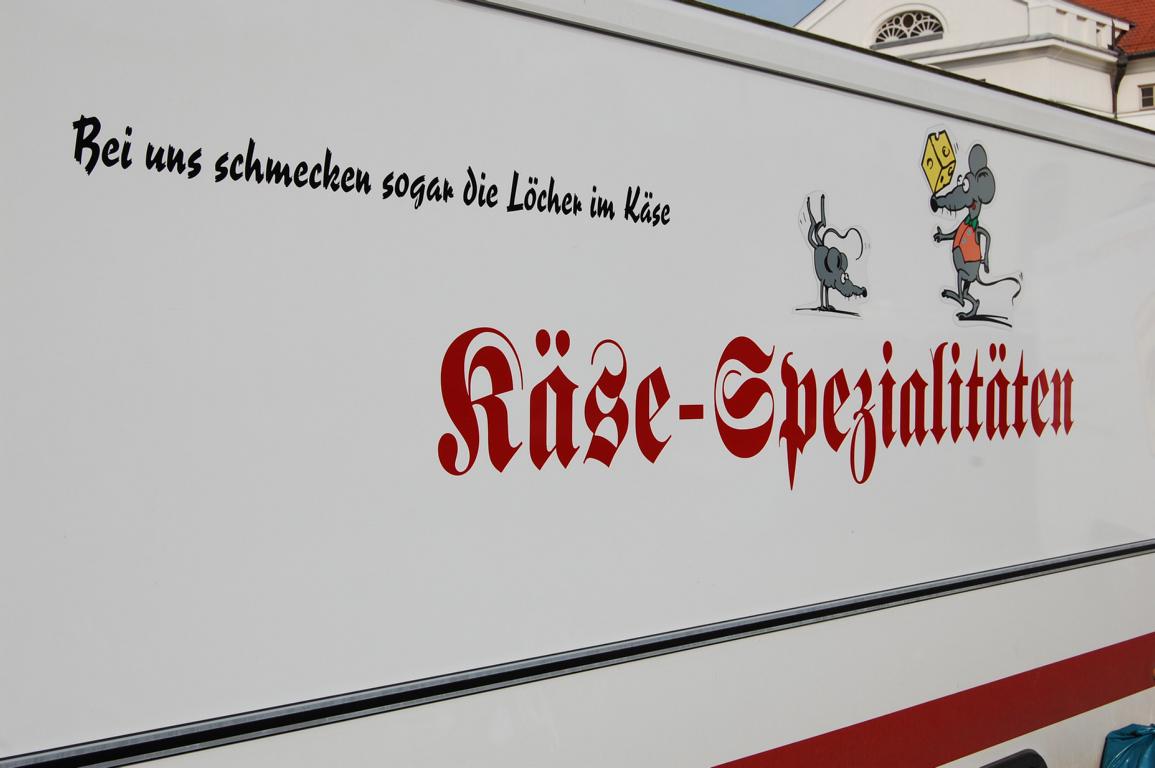 Bei uns schmecken sogar die Löcher im Käse
Käse-Spezialitäten